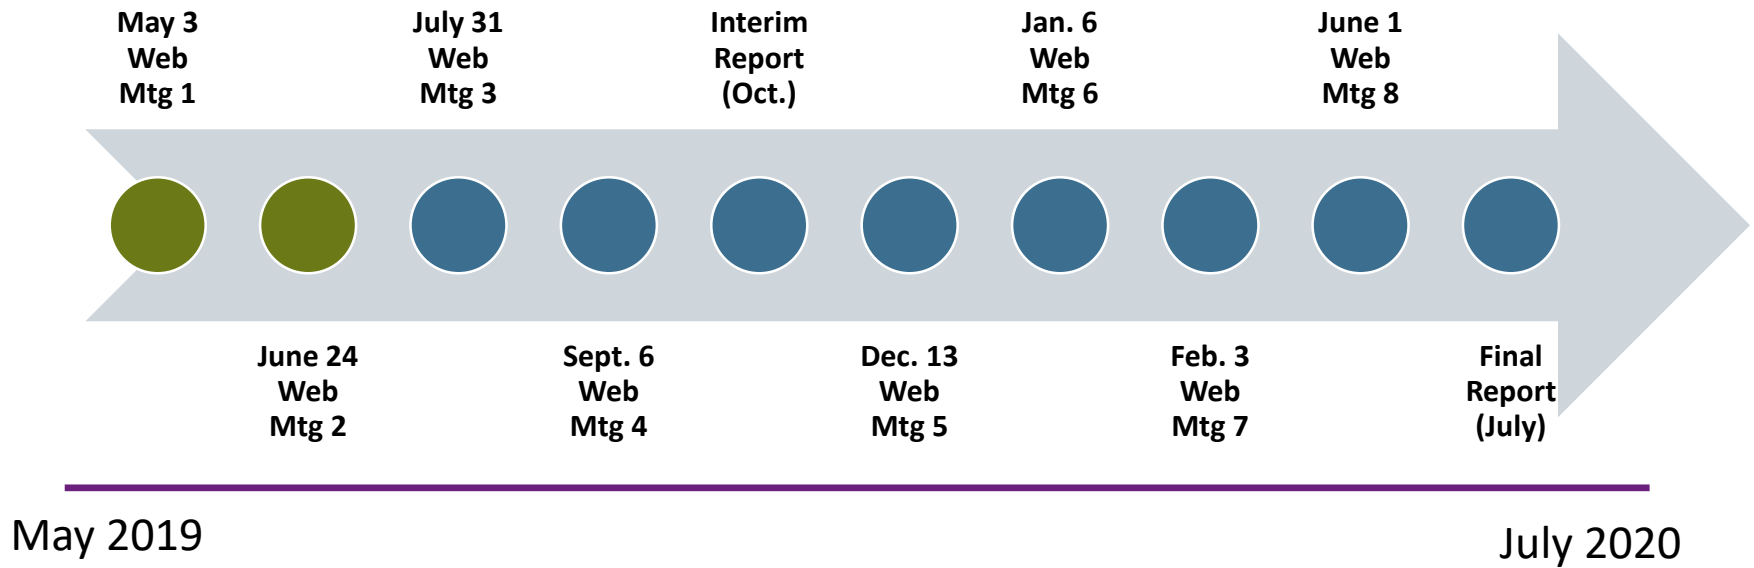 May 3
Web
Mtg 1
July 31
Web
Mtg 3
Interim
Report
(Oct.)
Jan. 6
Web
Mtg 6
June 1
Web
Mtg 8
June 24
Web
Mtg 2
Sept. 6
Web
Mtg 4
Dec. 13
Web
Mtg 5
Feb. 3
Web
Mtg 7
Final
Report
(July)
May 2019
July 2020